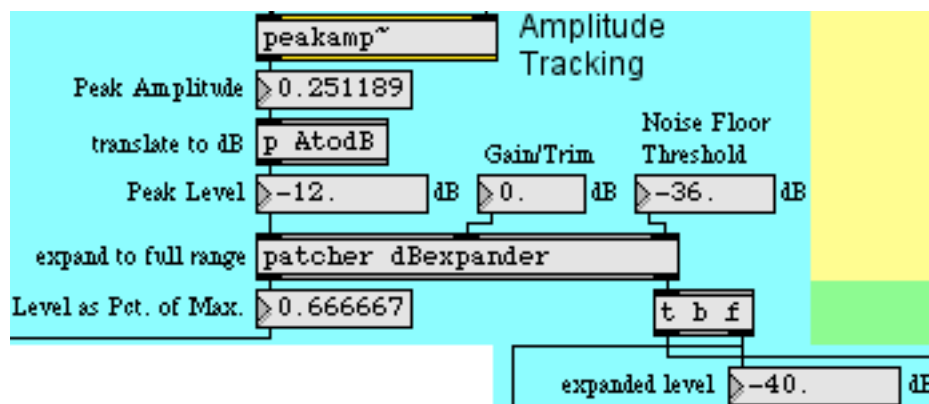 peakamp~
Amplitude
Tracking
Peak Amplitude
0.251189
translate to dB
p AtodB
Gain/Trim
Noise Floor
Threshold
Peak Level
-12.
dB
0.
dB
-36.
dB
expand to full range
patcher dBexpander
Level as Pct. of Max.
0.666667
t b f
expanded level
-40.
dB